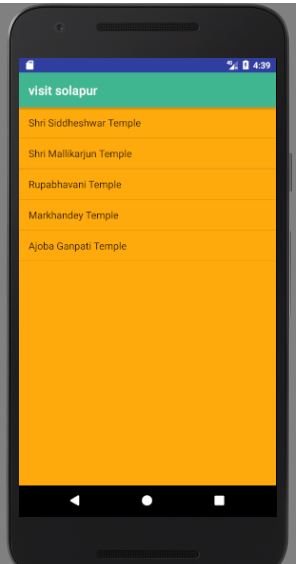 4:39
visit solapur
Shri Siddheshwar Temple
Shri Mallikarjun Temple
Rupabhavani Temple
Markhandey Temple
Ajoba Ganpati Temple